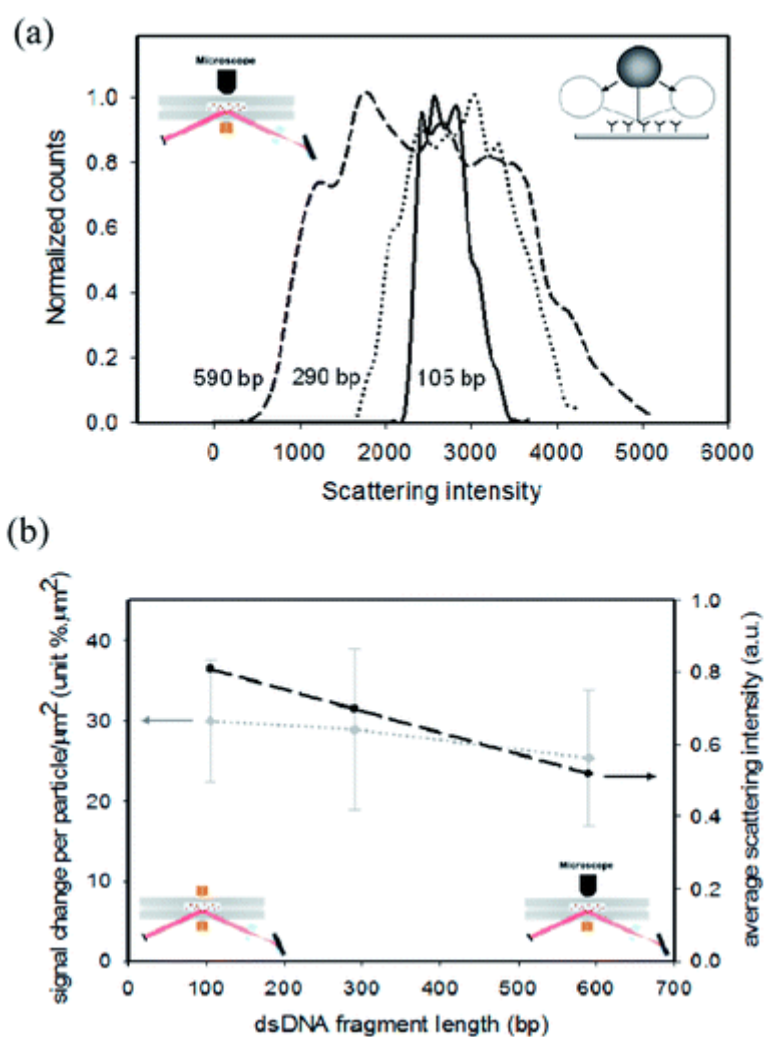 (a)
Microscope
1.0
0.8
0.6
0.4
0.2
0.0
Normalized counts
590 bp
290 bp
105 bp
0
1000
2000
3000
4000
5000
6000
Scattering intensity
(b)
signal change per particle/μm² (unit %.μm²)
40
30
20
10
0
1.0
0.8
0.6
0.4
0.2
0.0
average scattering intensity (a.u.)
Microscope
0
100
200
300
400
500
600
700
dsDNA fragment length (bp)